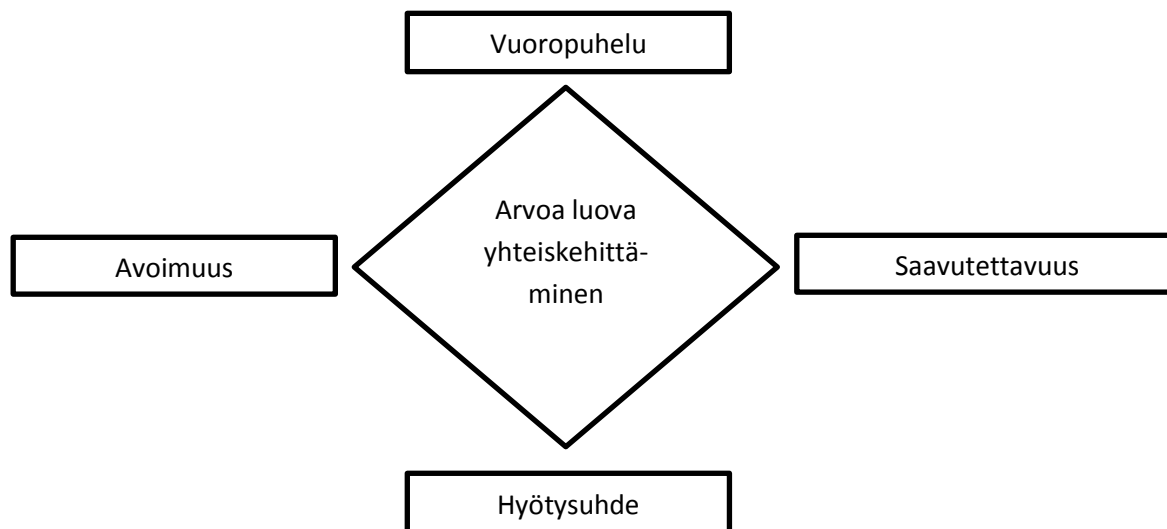 Vuoropuhelu
Arvoa luova
yhteiskehittä-
minen
Avoimuus
Saavutettavuus
Hyötysuhde